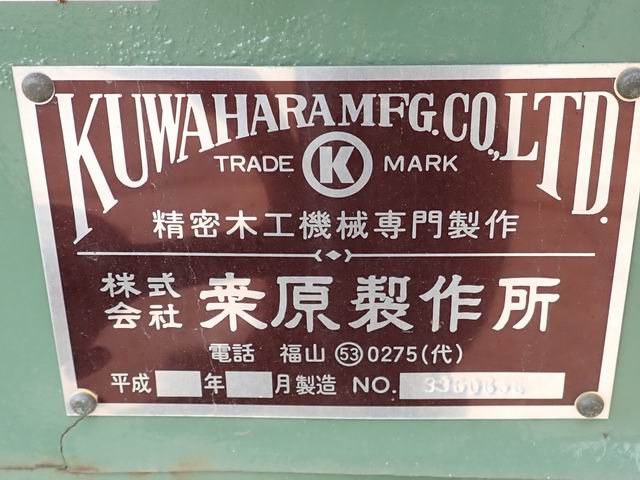 KUWAHARA MFG. CO., LTD.
TRADE K MARK
精密木工機械専門製作
株式会社 桒原製作所
電話 福山 53 0275(代)
平成 年 月製造 NO.